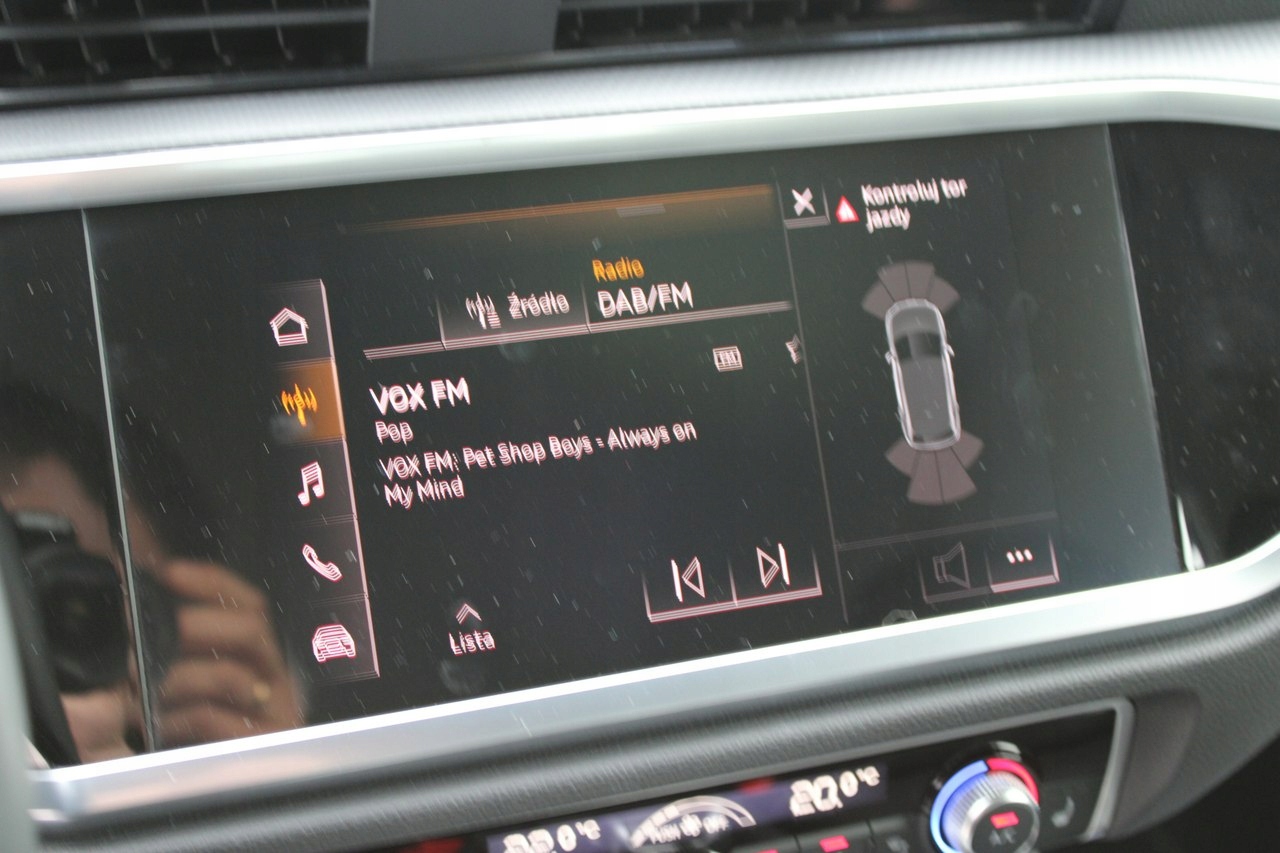 Kontroluj tor
jazdy
Radio
Źródło
DAB/FM
FM
VOX FM
Pop
VOX FM: Pet Shop Boys - Always on
My Mind
Lista
20.0°C
A/C